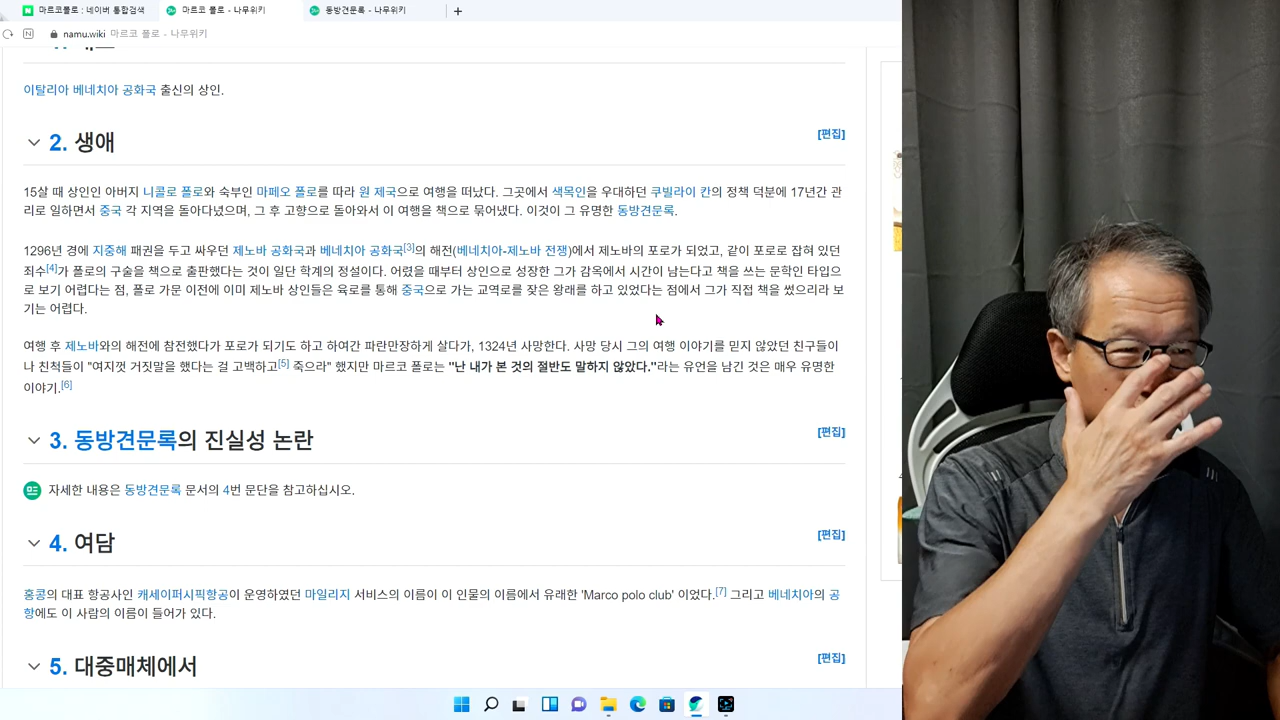 마르코폴로 : 네이버 통합검색
마르코 폴로 - 나무위키
동방견문록 - 나무위키
namu.wiki 마르코 폴로 - 나무위키
이탈리아 베네치아 공화국 출신의 상인.
2. 생애
[편집]
15살 때 상인인 아버지 니콜로 폴로와 숙부인 마페오 폴로를 따라 원 제국으로 여행을 떠났다. 그곳에서 색목인을 우대하던 쿠빌라이 칸의 정책 덕분에 17년간 관
리로 일하면서 중국 각 지역을 돌아다녔으며, 그 후 고향으로 돌아와서 이 여행을 책으로 묶어냈다. 이것이 그 유명한 동방견문록.
1296년 경에 지중해 패권을 두고 싸우던 제노바 공화국과 베네치아 공화국[3]의 해전(베네치아-제노바 전쟁)에서 제노바의 포로가 되었고, 같이 포로로 잡혀 있던
죄수[4]가 폴로의 구술을 책으로 출판했다는 것이 일단 학계의 정설이다. 어렸을 때부터 상인으로 성장한 그가 감옥에서 시간이 남는다고 책을 쓰는 문학인 타입으
로 보기 어렵다는 점, 폴로 가문 이전에 이미 제노바 상인들은 육로를 통해 중국으로 가는 교역로를 잦은 왕래를 하고 있었다는 점에서 그가 직접 책을 썼으리라 보
기는 어렵다.
여행 후 제노바와의 해전에 참전했다가 포로가 되기도 하고 하여간 파란만장하게 살다가, 1324년 사망한다. 사망 당시 그의 여행 이야기를 믿지 않았던 친구들이
나 친척들이 "여지껏 거짓말을 했다는 걸 고백하고[5] 죽으라" 했지만 마르코 폴로는 "난 내가 본 것의 절반도 말하지 않았다."라는 유언을 남긴 것은 매우 유명한
이야기.[6]
3. 동방견문록의 진실성 논란
[편집]
자세한 내용은 동방견문록 문서의 4번 문단을 참고하십시오.
4. 여담
[편집]
홍콩의 대표 항공사인 캐세이퍼시픽항공이 운영하였던 마일리지 서비스의 이름이 이 인물의 이름에서 유래한 'Marco polo club' 이었다.[7] 그리고 베네치아의 공
항에도 이 사람의 이름이 들어가 있다.
5. 대중매체에서
[편집]